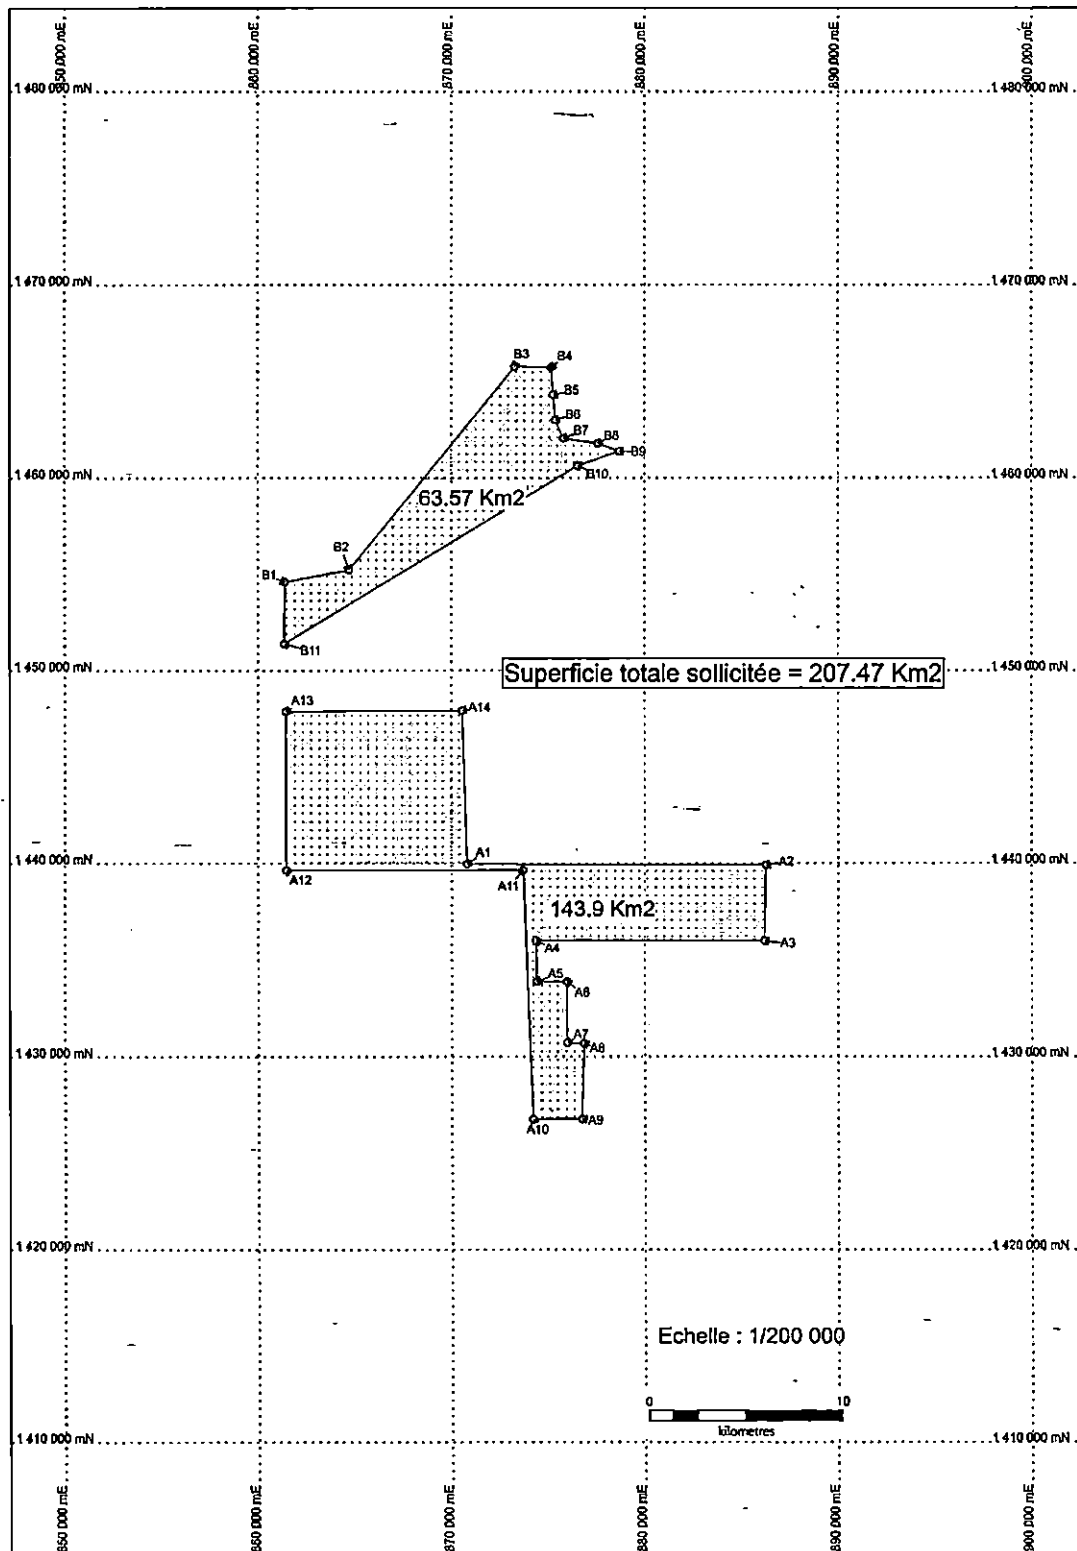 850 000 mE
860 000 mE
870 000 mE
880 000 mE
890 000 mE
900 000 mE
1 480 000 mN
1 480 000 mN
1 470 000 mN
1 470 000 mN
B3
B4
B5
B6
B7
B8
B9
B10
1 460 000 mN
1 460 000 mN
63.57 Km2
B2
B1
B11
1 450 000 mN
1 450 000 mN
Superficie totale sollicitée = 207.47 Km2
A13
A14
A1
A2
1 440 000 mN
1 440 000 mN
A12
A11
143.9 Km2
A4
A3
A5
A6
A7
A8
1 430 000 mN
1 430 000 mN
A10
A9
1 420 000 mN
1 420 000 mN
Echelle : 1/200 000
0
10
kilometres
1 410 000 mN
1 410 000 mN
850 000 mE
860 000 mE
870 000 mE
880 000 mE
890 000 mE
900 000 mE